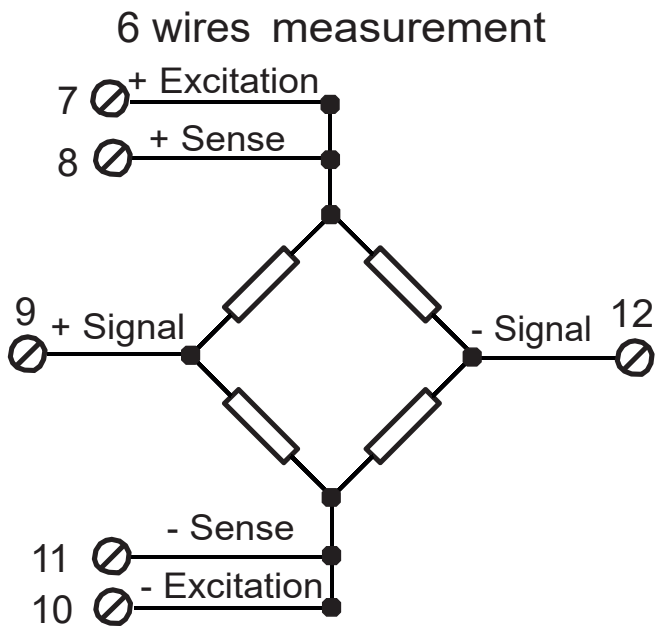 6 wires measurement
7 + Excitation
8 + Sense
9 + Signal
- Signal 12
11 - Sense
10 - Excitation